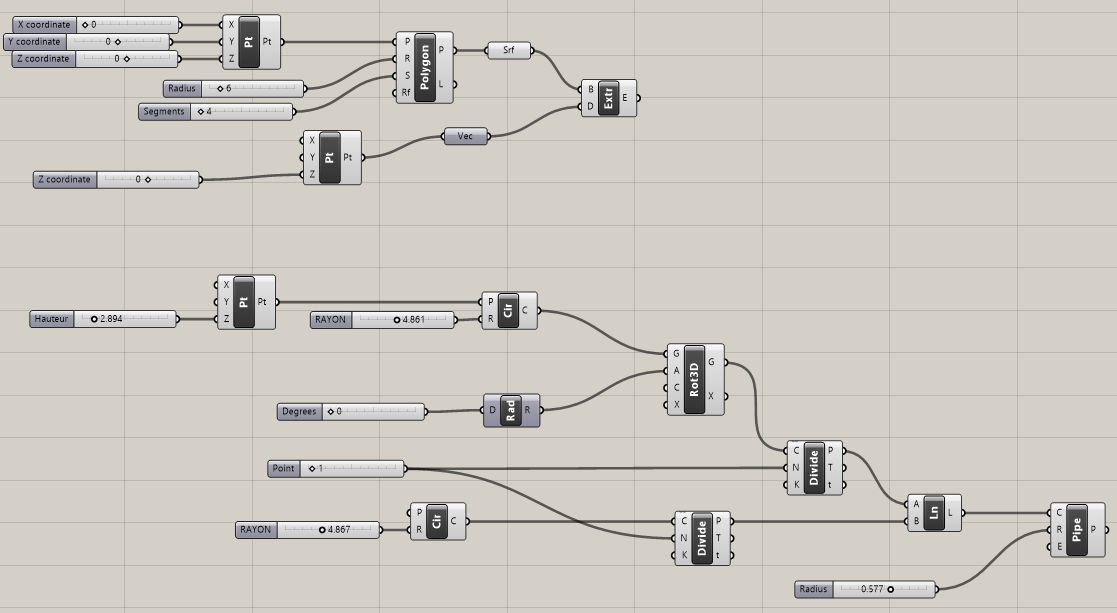 X coordinate 0
Y coordinate 0
Z coordinate 0
X
Y
Z
Pt
Pt
Radius 6
Segments 4
P
R
S
Rf
Polygon
P
L
Srf
B
D
Extr
E
X
Y
Z
Pt
Pt
Vec
Z coordinate 0
X
Y
Z
Pt
Pt
Hauteur 2.894
RAYON 4.861
P
R
Cir
C
G
A
C
X
Rot3D
G
X
Degrees 0
D
Rad
R
Point 1
C
N
K
Divide
P
T
t
RAYON 4.867
P
R
Cir
C
C
N
K
Divide
P
T
t
A
B
Ln
L
C
R
E
Pipe
P
Radius 0.577